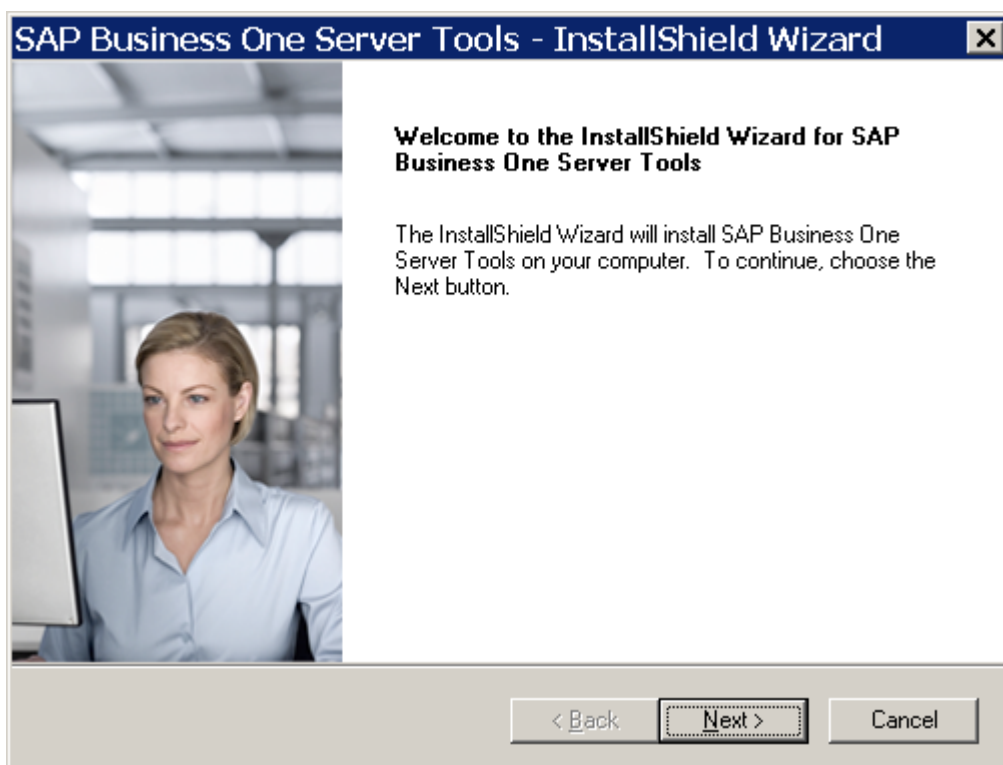 SAP Business One Server Tools - InstallShield Wizard
Welcome to the InstallShield Wizard for SAP
Business One Server Tools
The InstallShield Wizard will install SAP Business One
Server Tools on your computer.  To continue, choose the
Next button.
< Back
Next >
Cancel